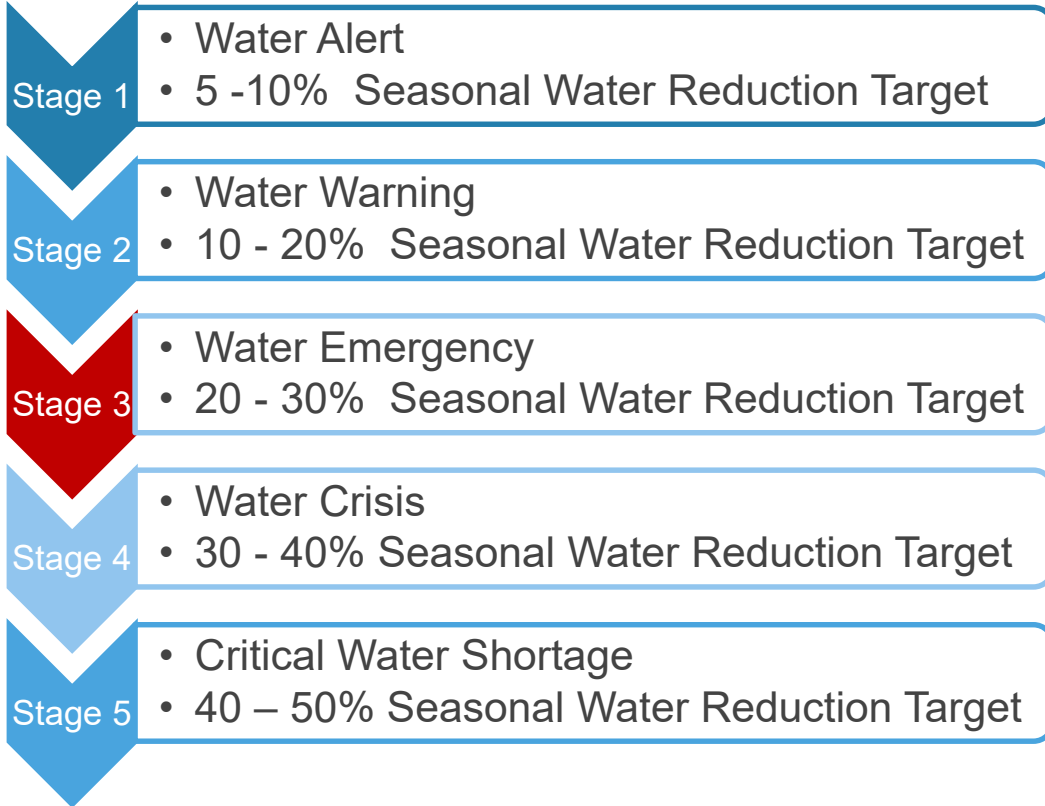 Stage 1
• Water Alert
• 5 -10%  Seasonal Water Reduction Target
Stage 2
• Water Warning
• 10 - 20%  Seasonal Water Reduction Target
Stage 3
• Water Emergency
• 20 - 30%  Seasonal Water Reduction Target
Stage 4
• Water Crisis
• 30 - 40% Seasonal Water Reduction Target
Stage 5
• Critical Water Shortage
• 40 – 50% Seasonal Water Reduction Target